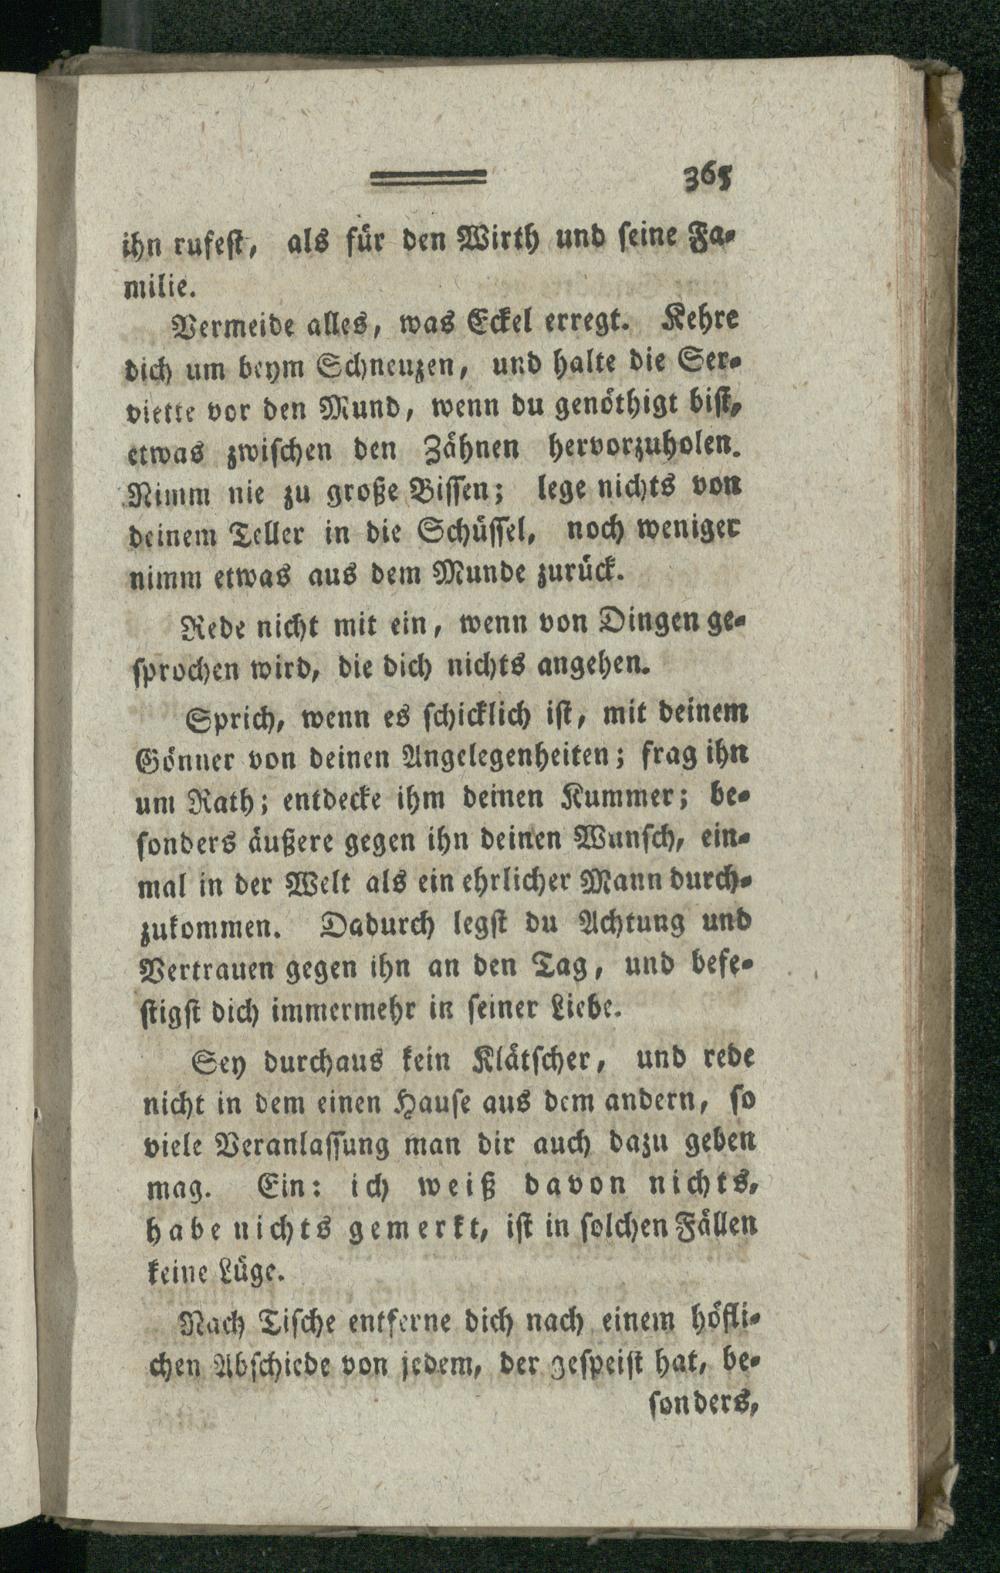 365
ihn rufest, als für den Wirth und seine Fa-
milie.
Vermeide alles, was Eckel erregt. Kehre
dich um beym Schneuzen, und halte die Ser-
viette vor den Mund, wenn du genöthigt bist,
etwas zwischen den Zähnen hervorzuholen.
Nimm nie zu große Bissen; lege nichts von
deinem Teller in die Schüssel, noch weniger
nimm etwas aus dem Munde zurück.
Rede nicht mit ein, wenn von Dingen ge-
sprochen wird, die dich nichts angehen.
Sprich, wenn es schicklich ist, mit deinem
Gönner von deinen Angelegenheiten; frag ihn
um Rath; entdecke ihm deinen Kummer; be-
sonders äußere gegen ihn deinen Wunsch, ein-
mal in der Welt als ein ehrlicher Mann durch-
zukommen. Dadurch legst du Achtung und
Vertrauen gegen ihn an den Tag, und befe-
stigst dich immermehr in seiner Liebe.
Sey durchaus kein Klätscher, und rede
nicht in dem einen Hause aus dem andern, so
viele Veranlassung man dir auch dazu geben
mag. Ein: ich weiß davon nichts,
habe nichts gemerkt, ist in solchen Fällen
keine Lüge.
Nach Tische entferne dich nach einem höfli-
chen Abschiede von jedem, der gespeist hat, be-
sonders,